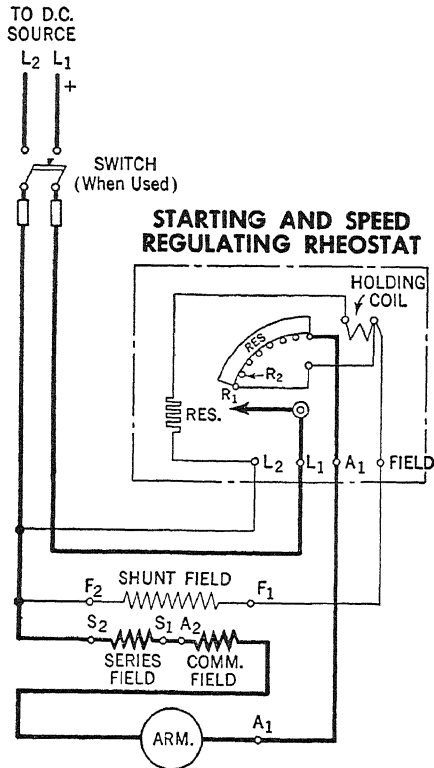 TO D.C.
SOURCE
L2 L1
+
SWITCH
(When Used)
STARTING AND SPEED
REGULATING RHEOSTAT
HOLDING
COIL
RES
R2
R1
RES.
L2 L1 A1 FIELD
F2 SHUNT FIELD F1
S2 S1 A2
SERIES COMM.
FIELD FIELD
ARM. A1